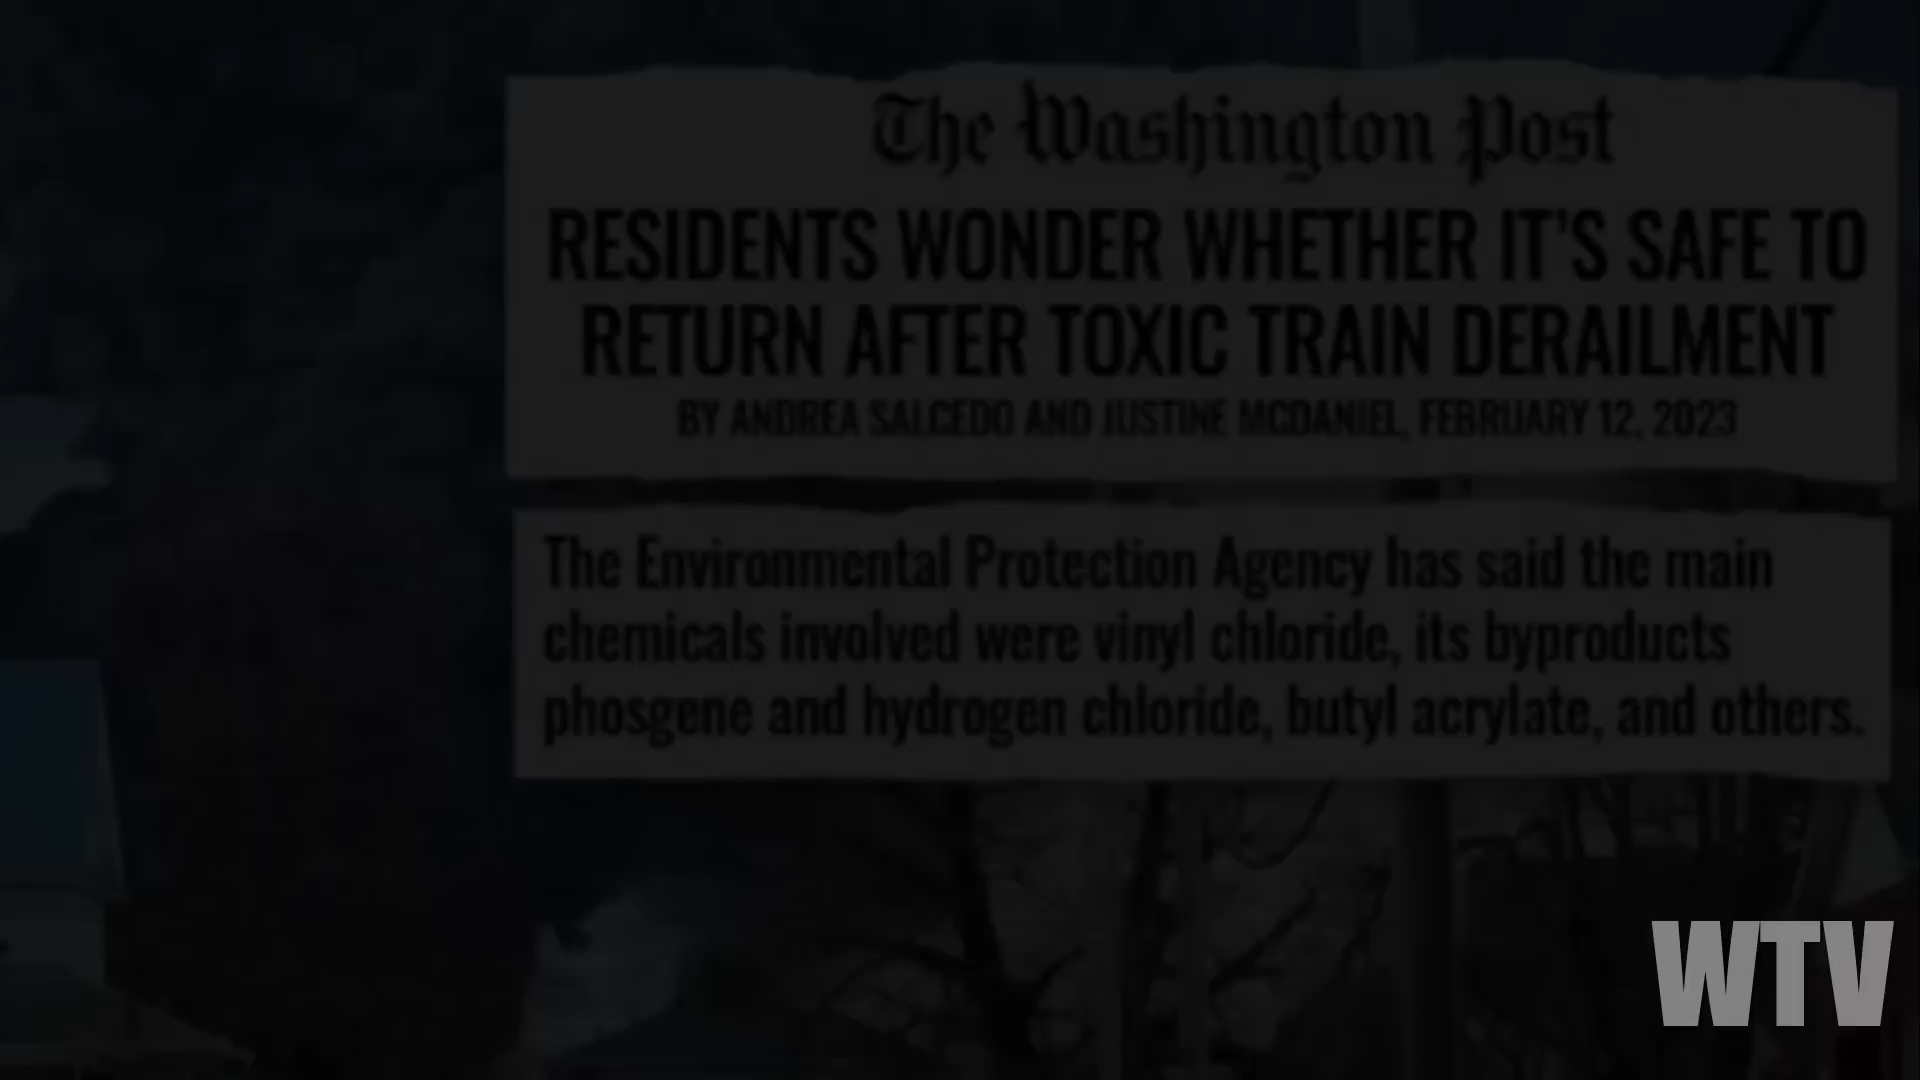 The Washington Post
RESIDENTS WONDER WHETHER IT'S SAFE TO
RETURN AFTER TOXIC TRAIN DERAILMENT
BY ANDREA SALCEDO AND JUSTINE MCDANIEL, FEBRUARY 12, 2023
The Environmental Protection Agency has said the main
chemicals involved were vinyl chloride, its byproducts
phosgene and hydrogen chloride, butyl acrylate, and others.
WTV